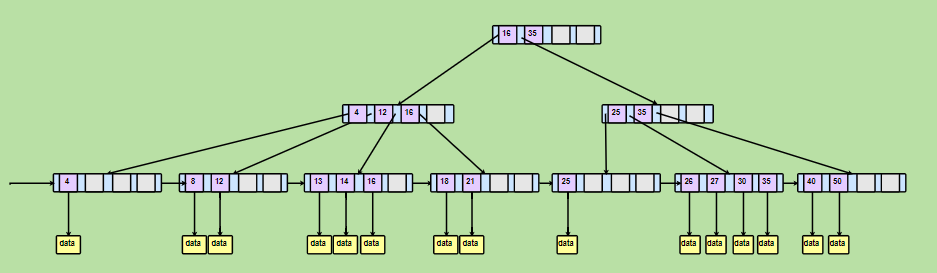 16 35
4 12 16
25 35
4
8 12
13 14 16
18 21
25
26 27 30 35
40 50
data
data data
data data data
data data
data
data data data data
data data